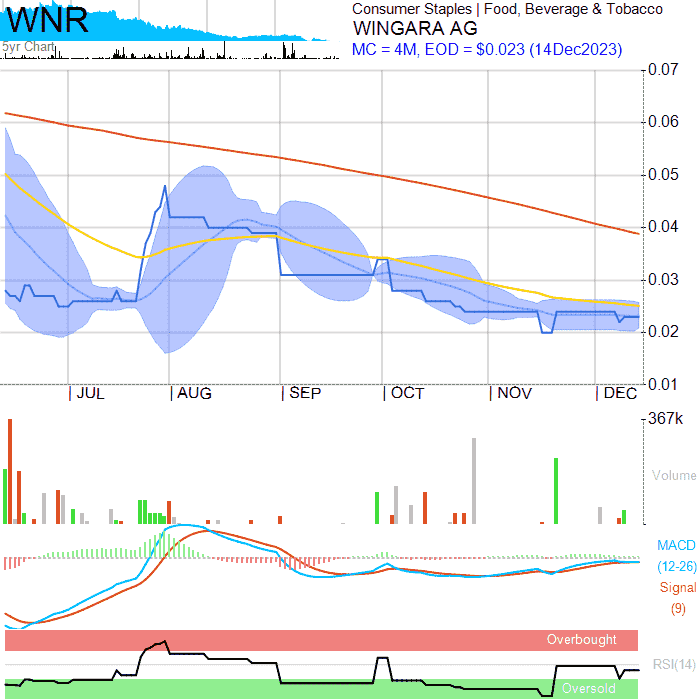 WNR
5yr Chart
Consumer Staples | Food, Beverage & Tobacco
WINGARA AG
MC = 4M, EOD = $0.023 (14Dec2023)
0.07
0.06
0.05
0.04
0.03
0.02
0.01
JUL AUG SEP OCT NOV DEC
367k
Volume
MACD
(12-26)
Signal
(9)
Overbought
RSI(14)
Oversold